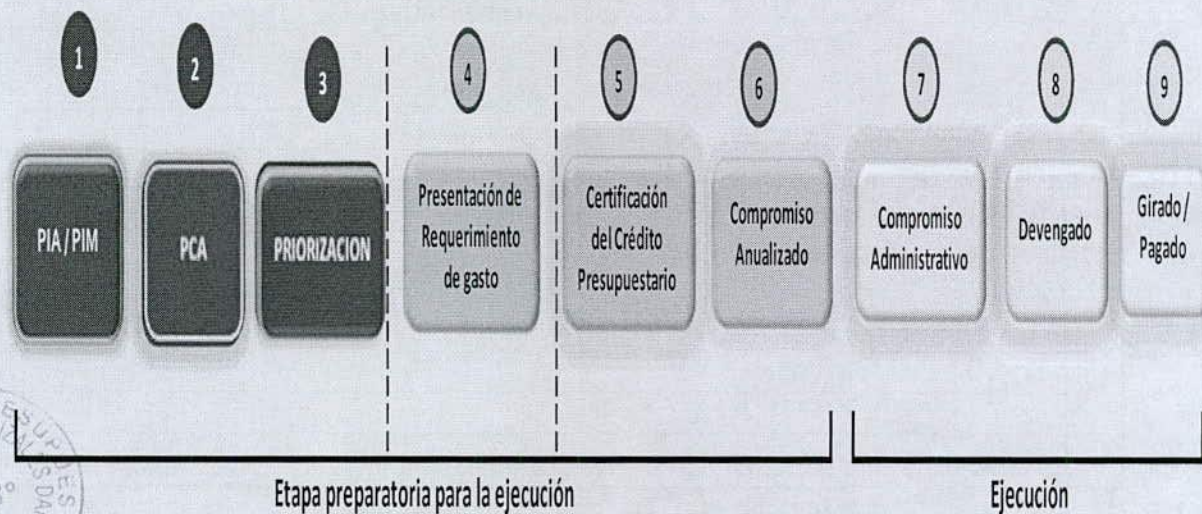 1
2
3
4
5
6
7
8
9
PIA / PIM
PCA
PRIORIZACION
Presentación de
Requerimiento
de gasto
Certificación
del Crédito
Presupuestario
Compromiso
Anualizado
Compromiso
Administrativo
Devengado
Girado /
Pagado
Etapa preparatoria para la ejecución
Ejecución